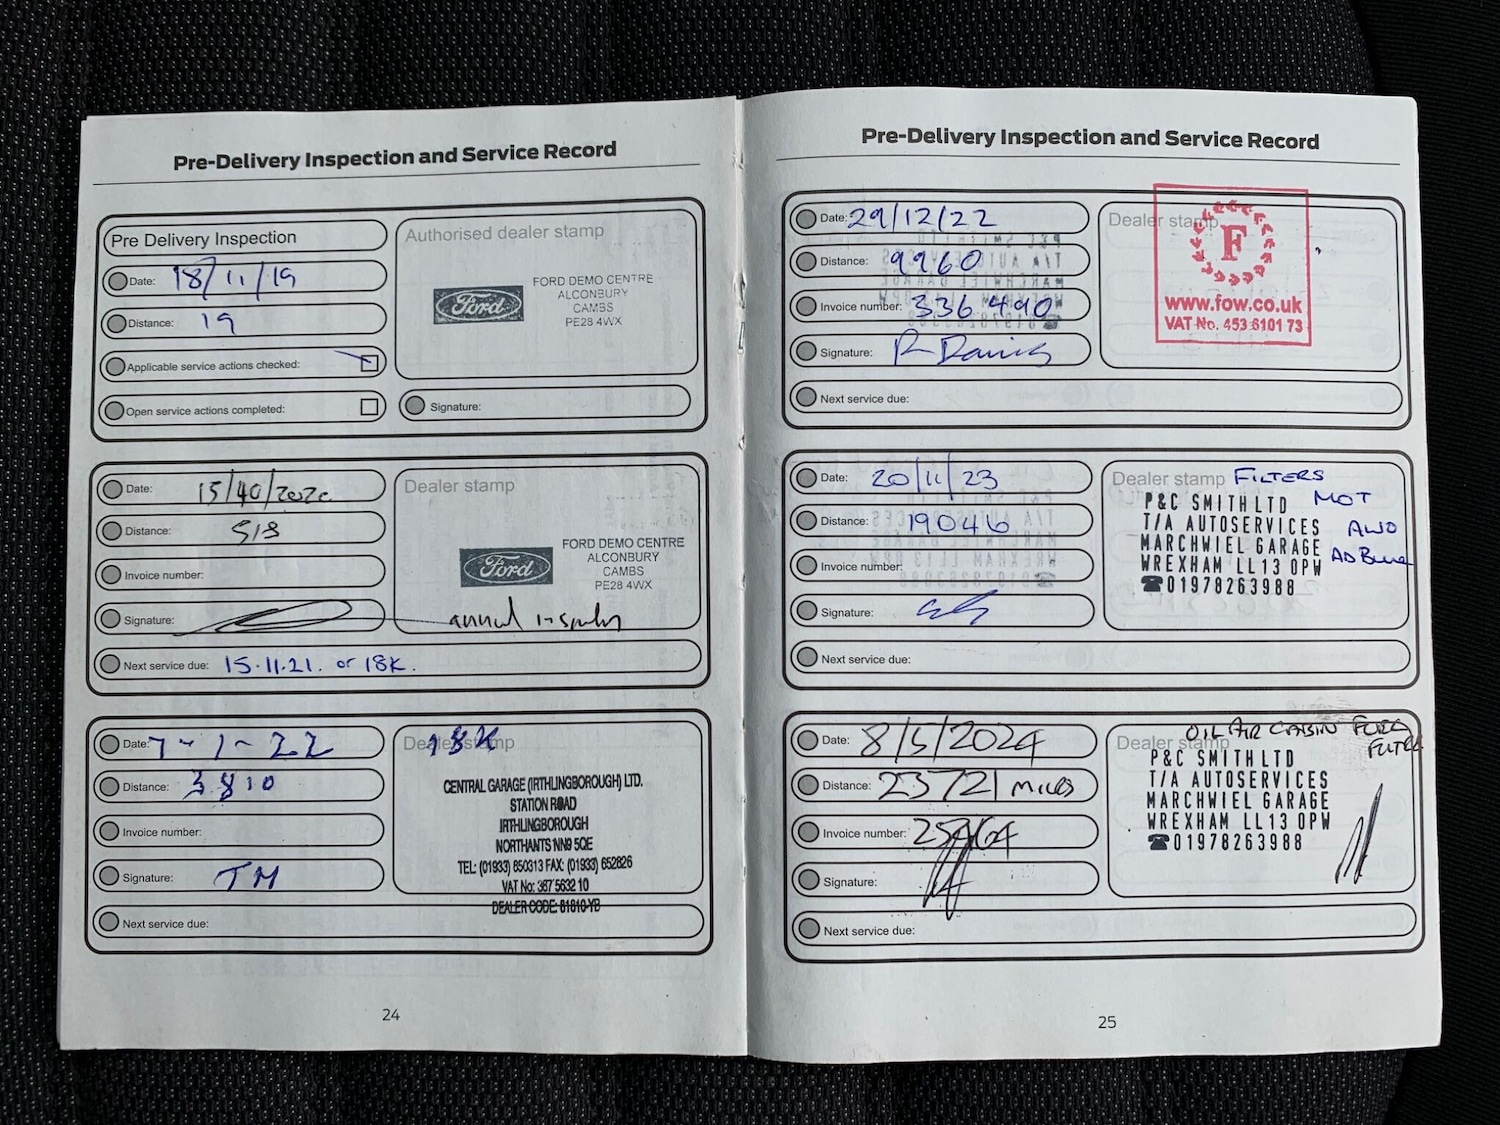 Pre-Delivery Inspection and Service Record
Pre Delivery Inspection
Date: 18/11/19
Distance: 19
Applicable service actions checked:
Open service actions completed:
Authorised dealer stamp
Ford
FORD DEMO CENTRE
ALCONBURY
CAMBS
PE28 4WX
Signature:
Date: 15/40/2020
Distance: 518
Invoice number:
Signature:
Next service due: 15.11.21. or 18K.
Dealer stamp
Ford
FORD DEMO CENTRE
ALCONBURY
CAMBS
PE28 4WX
annual
Date: 7-1-22
Distance: 3810
Invoice number:
Signature: TM
Next service due:
Dealer stamp
18K
CENTRAL GARAGE (IRTHLINGBOROUGH) LTD.
STATION ROAD
IRTHLINGBOROUGH
NORTHANTS NN9 5QE
TEL: (01933) 650313 FAX: (01933) 652826
VAT No: 367 5632 10
DEALER CODE: 61610-YB
24
Pre-Delivery Inspection and Service Record
Date: 29/12/22
Distance: 9960
Invoice number: 336490
Signature: R Davies
Next service due:
Dealer stamp
F
www.fow.co.uk
VAT No. 453 6101 73
Date: 20/11/23
Distance: 19046
Invoice number:
Signature:
Next service due:
Dealer stamp FILTERS
MOT
AND
AD Blue
P&C SMITH LTD
T/A AUTOSERVICES
MARCHWIEL GARAGE
WREXHAM LL13 0PW
☎01978263988
Date: 8/5/2024
Distance: 23721 MILES
Invoice number:
Signature:
Next service due:
Dealer stamp
OIL AIR CABIN FUEL
FILTER
P&C SMITH LTD
T/A AUTOSERVICES
MARCHWIEL GARAGE
WREXHAM LL13 0PW
☎01978263988
25